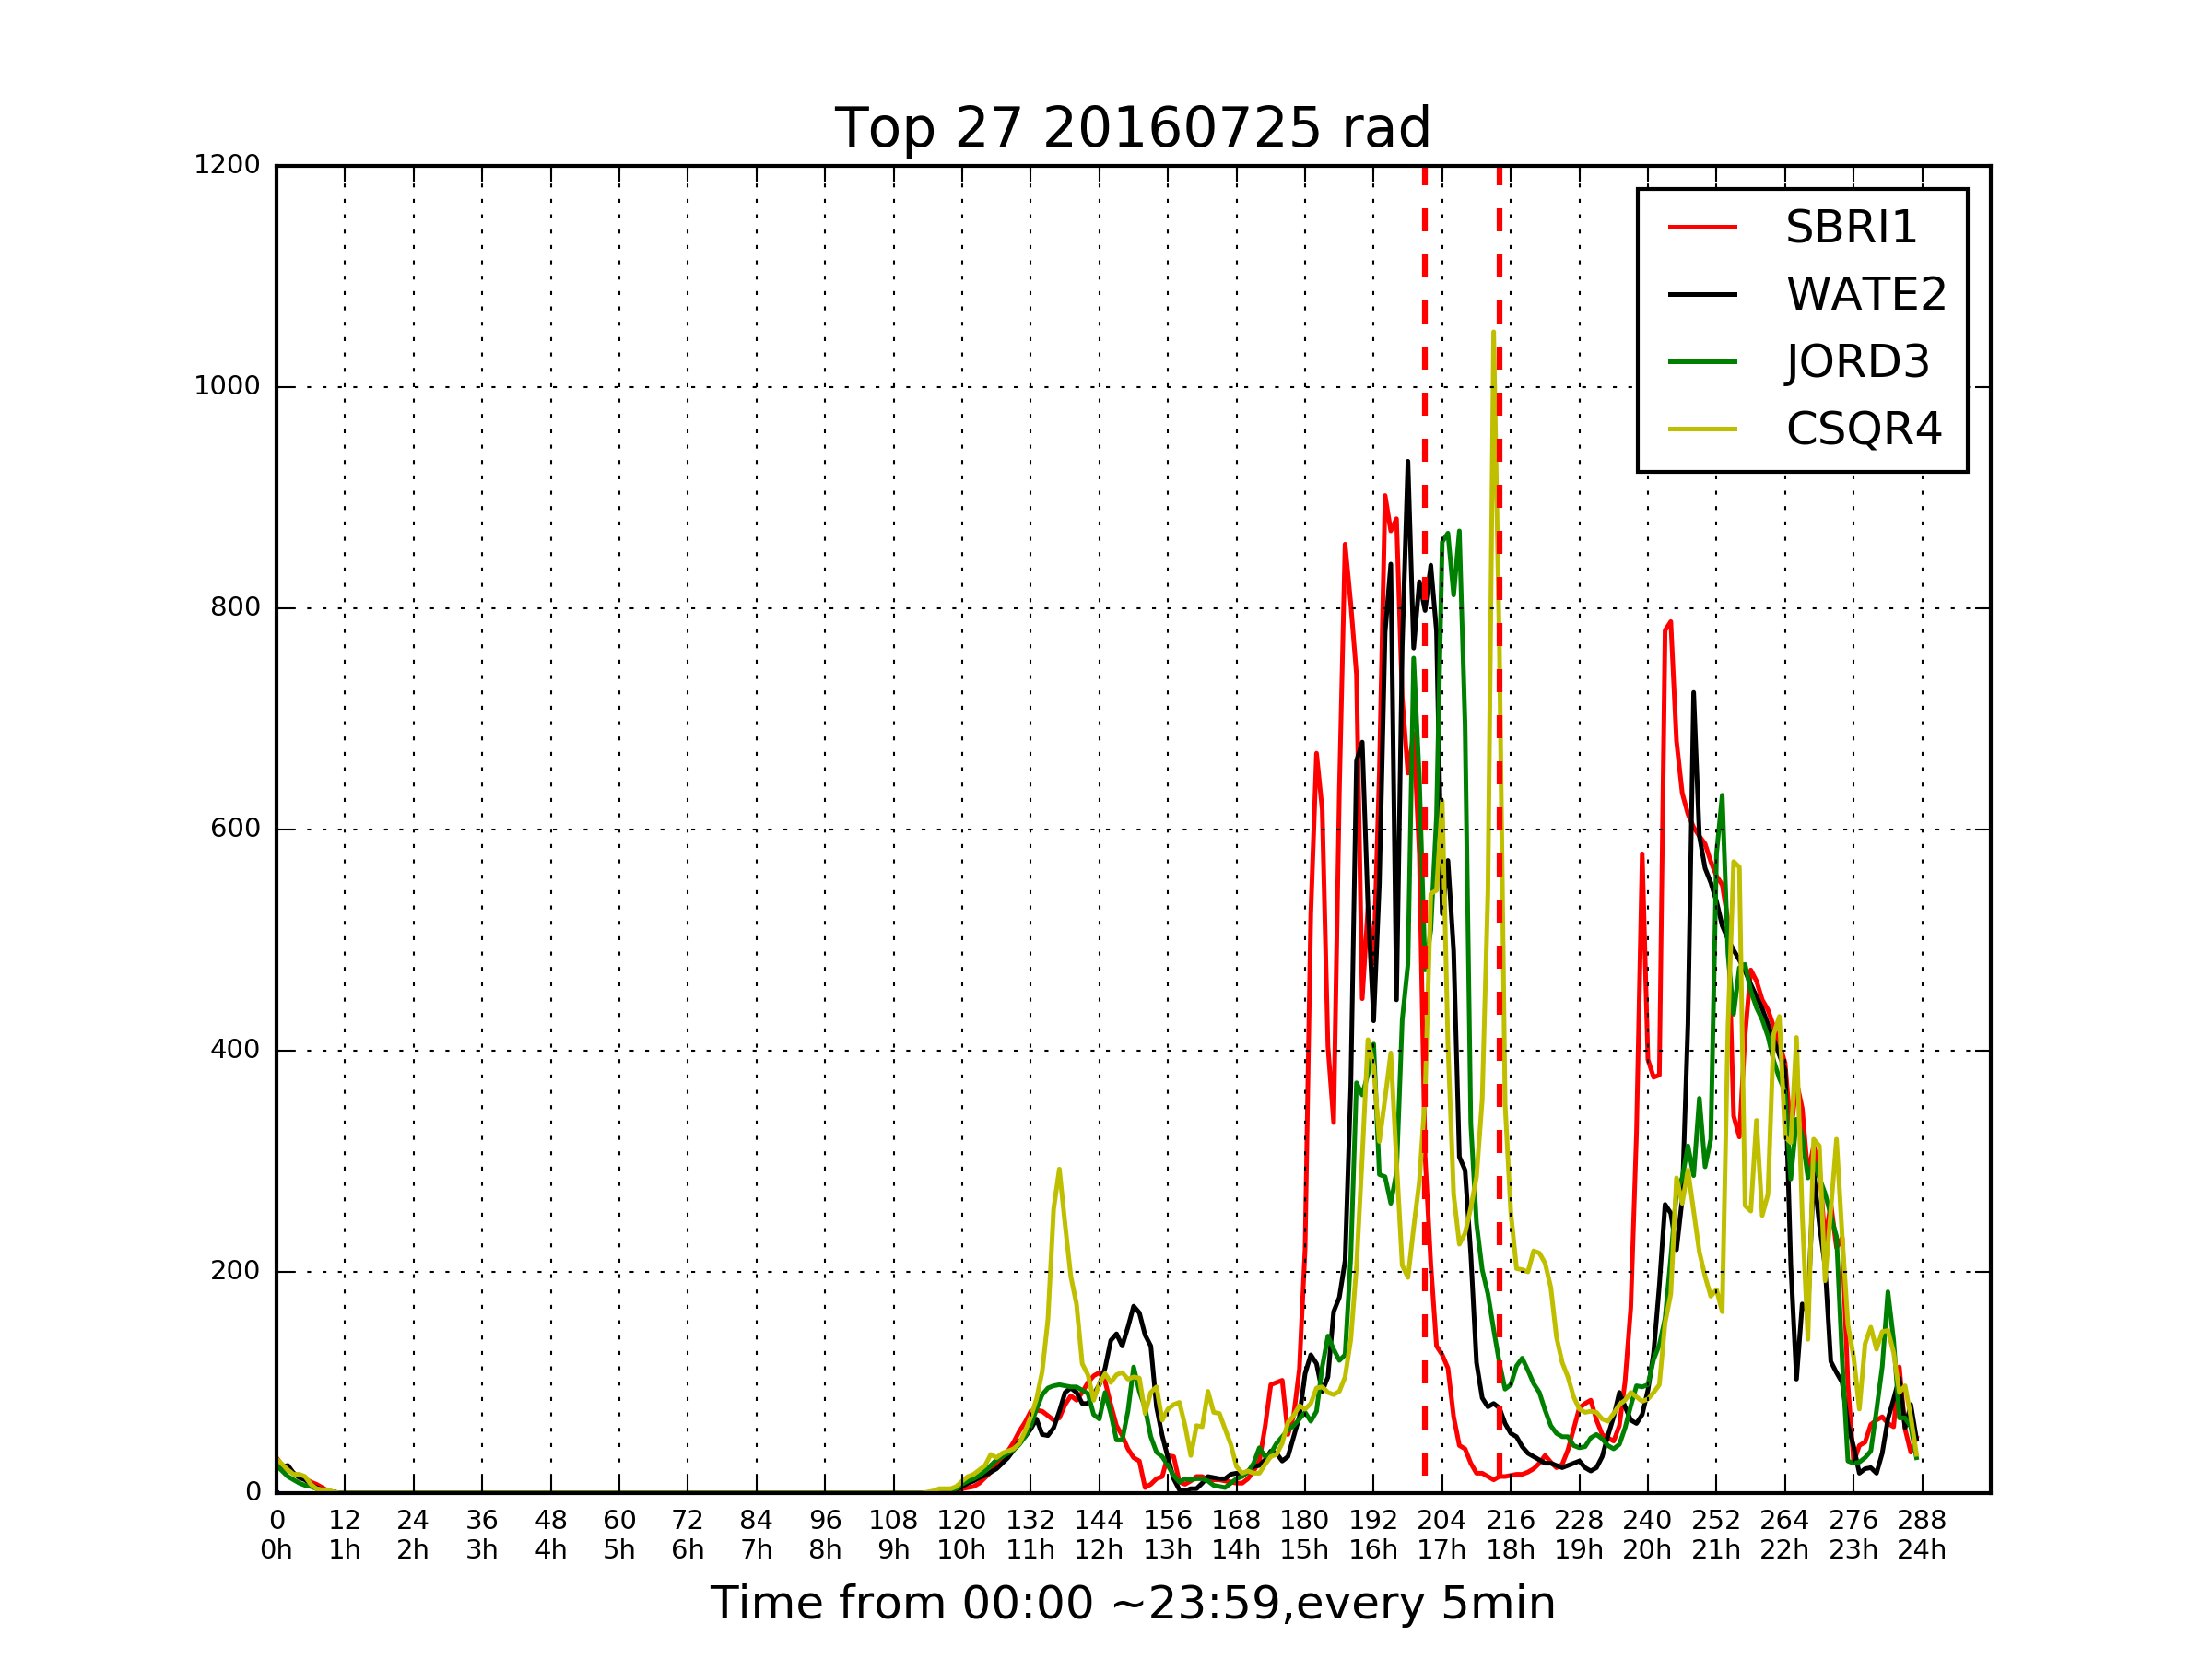 Top 27 20160725 rad
1200
1000
800
600
400
200
0
SBRI1
WATE2
JORD3
CSQR4
0 12 24 36 48 60 72 84 96 108 120 132 144 156 168 180 192 204 216 228 240 252 264 276 288
0h 1h 2h 3h 4h 5h 6h 7h 8h 9h 10h 11h 12h 13h 14h 15h 16h 17h 18h 19h 20h 21h 22h 23h 24h
Time from 00:00 ~23:59,every 5min